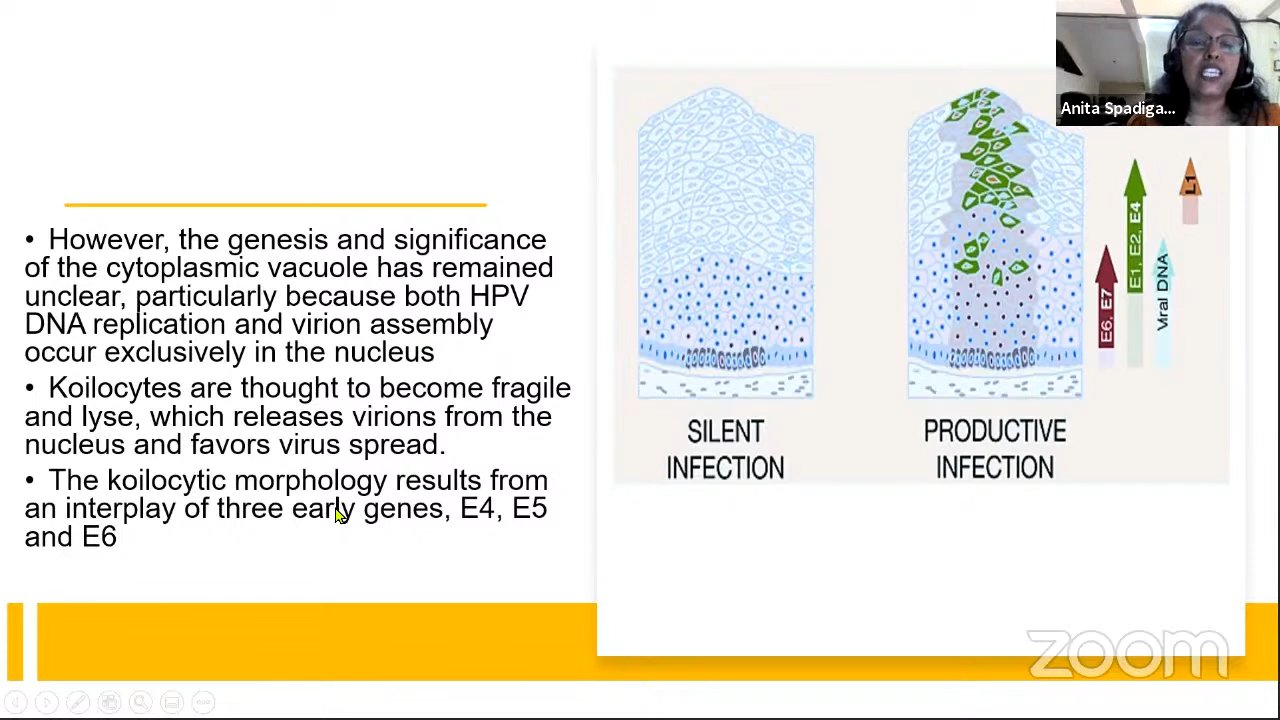 • However, the genesis and significance
of the cytoplasmic vacuole has remained
unclear, particularly because both HPV
DNA replication and virion assembly
occur exclusively in the nucleus
• Koilocytes are thought to become fragile
and lyse, which releases virions from the
nucleus and favors virus spread.
• The koilocytic morphology results from
an interplay of three early genes, E4, E5
and E6
SILENT
INFECTION
PRODUCTIVE
INFECTION
E6, E7
E1, E2, E4
Viral DNA
L1
Anita Spadiga...
zoom